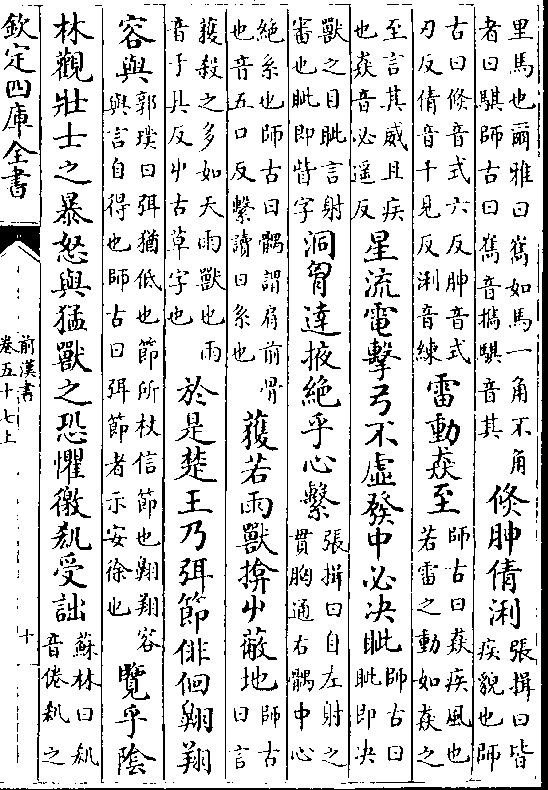 里馬也爾雅曰嶲如馬一角不角
者曰騏師古曰嶲音攜騏音其
倏胂倩浰
張揖曰皆
疾貌也師
古曰倏音式六反胂音式
刃反倩音千見反浰音練
雷動猋至
師古曰猋疾風也
若雷之動如猋之
至言其威且疾
也猋音必遥反
星流電擊弓不虛發中必决眦
師古曰
眦即决
獸之目眦言射
審也眦即眥字
洞胷達掖絶乎心繫
張揖曰自左射之
貫胸通右髃中心
絶系也師古曰髃謂肩前骨
也音五口反繫讀曰系也
獲若雨獸揜屮蔽地
師古
曰言
獲殺之多如天雨獸也雨
音于具反屮古草字也
於是楚王乃弭節俳佪翱翔
容與
郭璞曰弭猶低也節所杖信節也翱翔容
與言自得也師古曰弭節者示安徐也
覽乎陰
林觀壯士之暴怒與猛獸之恐懼徼㕁受詘
蘇林曰㕁
音倦㕁之
欽定四庫全書
前漢書
卷五十七上
十